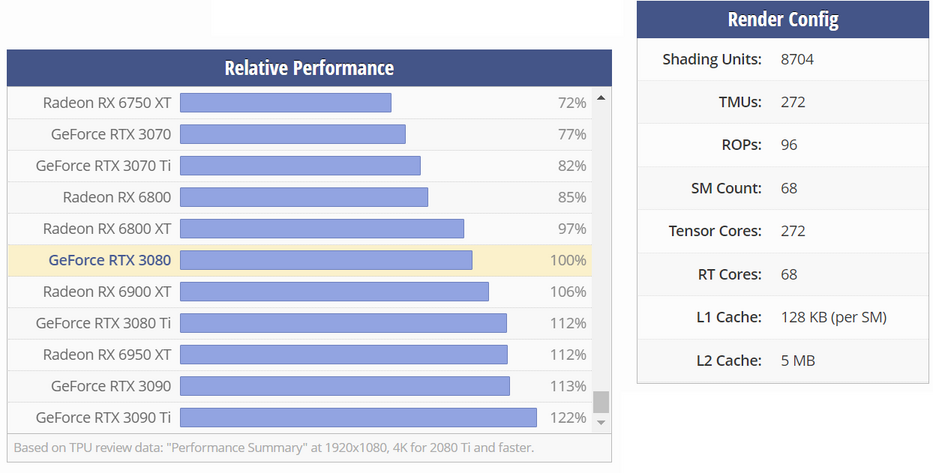 Relative Performance
Radeon RX 6750 XT 72%
GeForce RTX 3070 77%
GeForce RTX 3070 Ti 82%
Radeon RX 6800 85%
Radeon RX 6800 XT 97%
GeForce RTX 3080 100%
Radeon RX 6900 XT 106%
GeForce RTX 3080 Ti 112%
Radeon RX 6950 XT 112%
GeForce RTX 3090 113%
GeForce RTX 3090 Ti 122%
Based on TPU review data: "Performance Summary" at 1920x1080, 4K for 2080 Ti and faster.
Render Config
Shading Units: 8704
TMUs: 272
ROPs: 96
SM Count: 68
Tensor Cores: 272
RT Cores: 68
L1 Cache: 128 KB (per SM)
L2 Cache: 5 MB